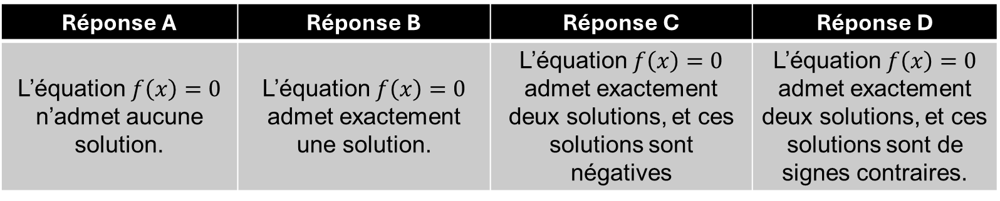 Réponse A
Réponse B
Réponse C
Réponse D
L’équation f(x) = 0
n’admet aucune
solution.
L’équation f(x) = 0
admet exactement
une solution.
L’équation f(x) = 0
admet exactement
deux solutions, et ces
solutions sont
négatives
L’équation f(x) = 0
admet exactement
deux solutions, et ces
solutions sont de
signes contraires.